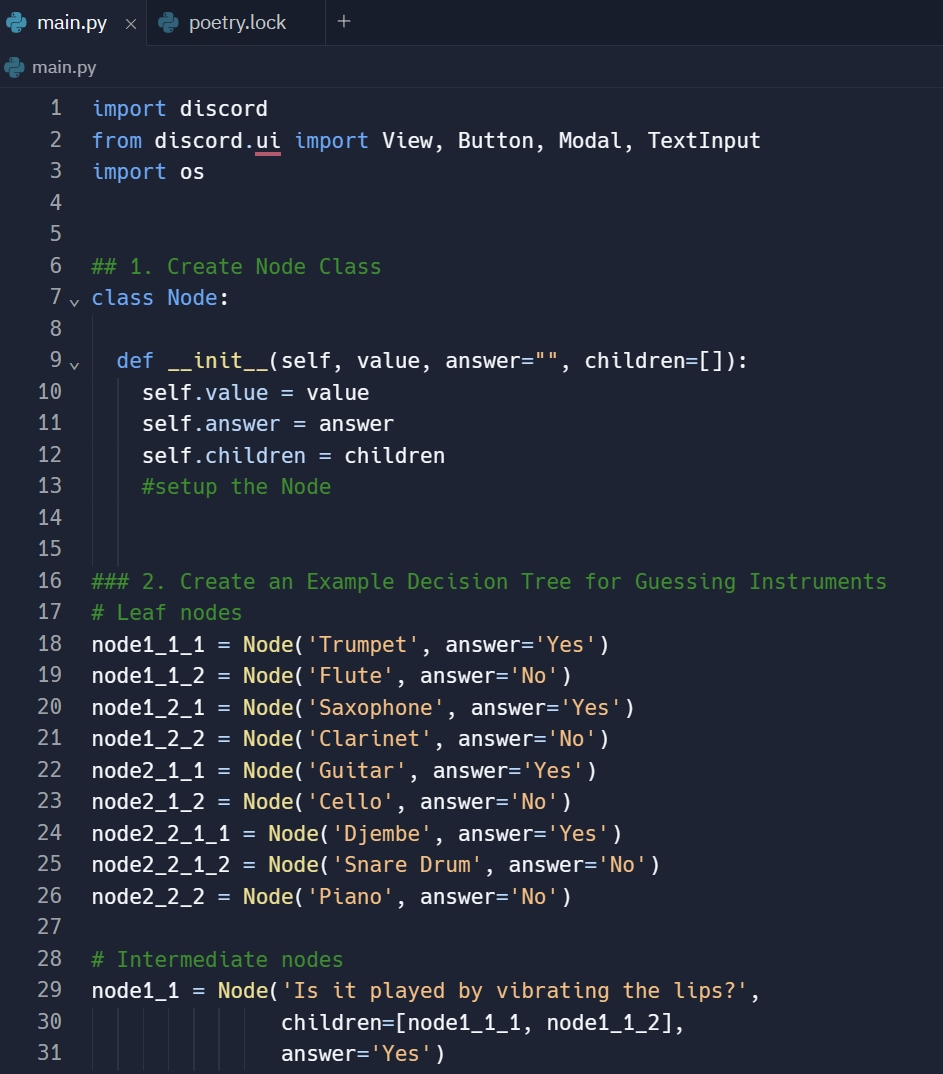 main.py × poetry.lock +
main.py
1 import discord
2 from discord.ui import View, Button, Modal, TextInput
3 import os
4
5
6 ## 1. Create Node Class
7 class Node:
8
9 def __init__(self, value, answer="", children=[]):
10 self.value = value
11 self.answer = answer
12 self.children = children
13 #setup the Node
14
15
16 ### 2. Create an Example Decision Tree for Guessing Instruments
17 # Leaf nodes
18 node1_1_1 = Node('Trumpet', answer='Yes')
19 node1_1_2 = Node('Flute', answer='No')
20 node1_2_1 = Node('Saxophone', answer='Yes')
21 node1_2_2 = Node('Clarinet', answer='No')
22 node2_1_1 = Node('Guitar', answer='Yes')
23 node2_1_2 = Node('Cello', answer='No')
24 node2_2_1_1 = Node('Djembe', answer='Yes')
25 node2_2_1_2 = Node('Snare Drum', answer='No')
26 node2_2_2 = Node('Piano', answer='No')
27
28 # Intermediate nodes
29 node1_1 = Node('Is it played by vibrating the lips?',
30 children=[node1_1_1, node1_1_2],
31 answer='Yes')